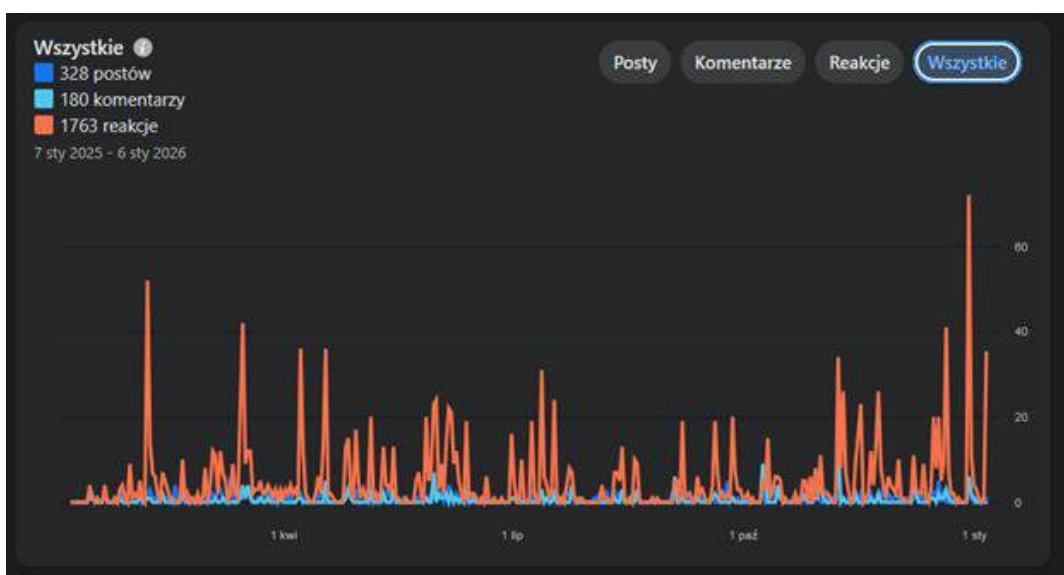 Wszystkie
328 postów
180 komentarzy
1763 reakcje
7 sty 2025 - 6 sty 2026
Posty Komentarze Reakcje Wszystkie
60
40
20
0
1 kwi 1 lip 1 paź 1 sty